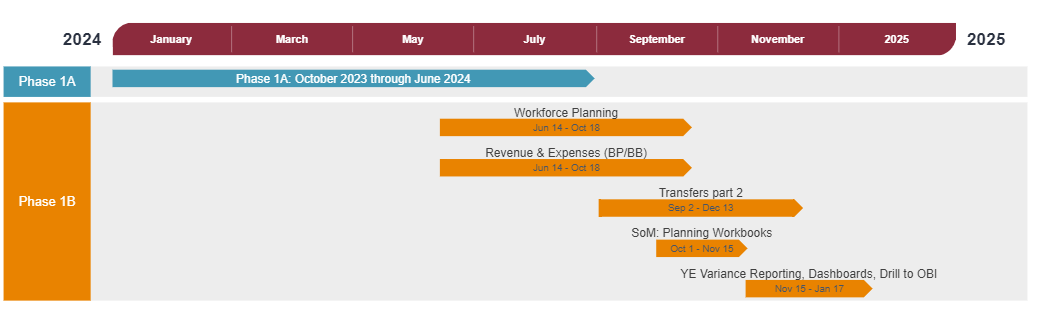 2024 January March May July September November 2025 2025
Phase 1A
Phase 1A: October 2023 through June 2024
Phase 1B
Workforce Planning
Jun 14 - Oct 18
Revenue & Expenses (BP/BB)
Jun 14 - Oct 18
Transfers part 2
Sep 2 - Dec 13
SoM: Planning Workbooks
Oct 1 - Nov 15
YE Variance Reporting, Dashboards, Drill to OBI
Nov 15 - Jan 17